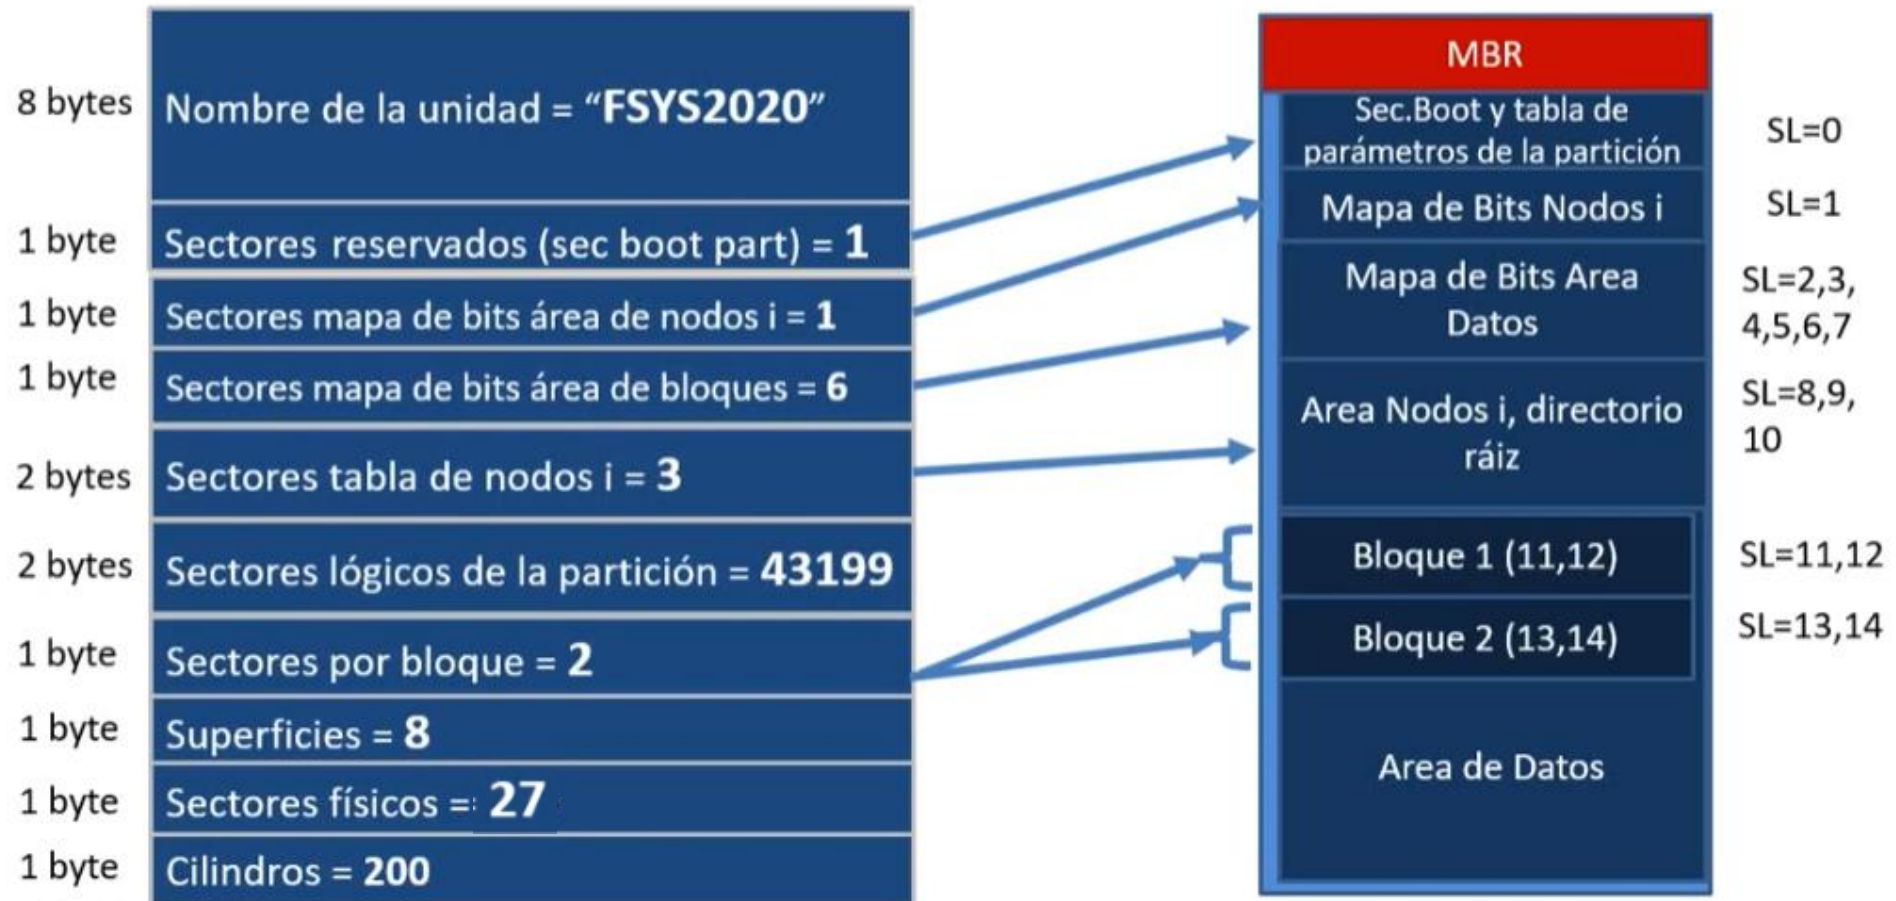 8 bytes
Nombre de la unidad = “FSYS2020”
1 byte
Sectores reservados (sec boot part) = 1
1 byte
Sectores mapa de bits área de nodos i = 1
1 byte
Sectores mapa de bits área de bloques = 6
2 bytes
Sectores tabla de nodos i = 3
2 bytes
Sectores lógicos de la partición = 43199
1 byte
Sectores por bloque = 2
1 byte
Superficies = 8
1 byte
Sectores físicos = 27
1 byte
Cilindros = 200
MBR
Sec.Boot y tabla de
parámetros de la partición
SL=0
Mapa de Bits Nodos i
SL=1
Mapa de Bits Area
Datos
SL=2,3,
4,5,6,7
Area Nodos i, directorio
ráiz
SL=8,9,
10
Bloque 1 (11,12)
SL=11,12
Bloque 2 (13,14)
SL=13,14
Area de Datos